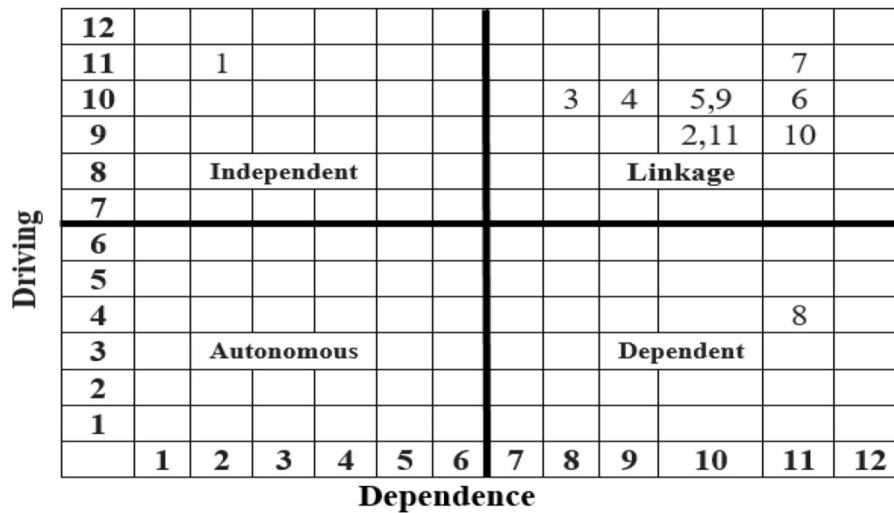 12
11 1 7
10 3 4 5,9 6
9 2,11 10
8 Independent Linkage
7
6
5
4 8
3 Autonomous Dependent
2
1
1 2 3 4 5 6 7 8 9 10 11 12
Driving
Dependence